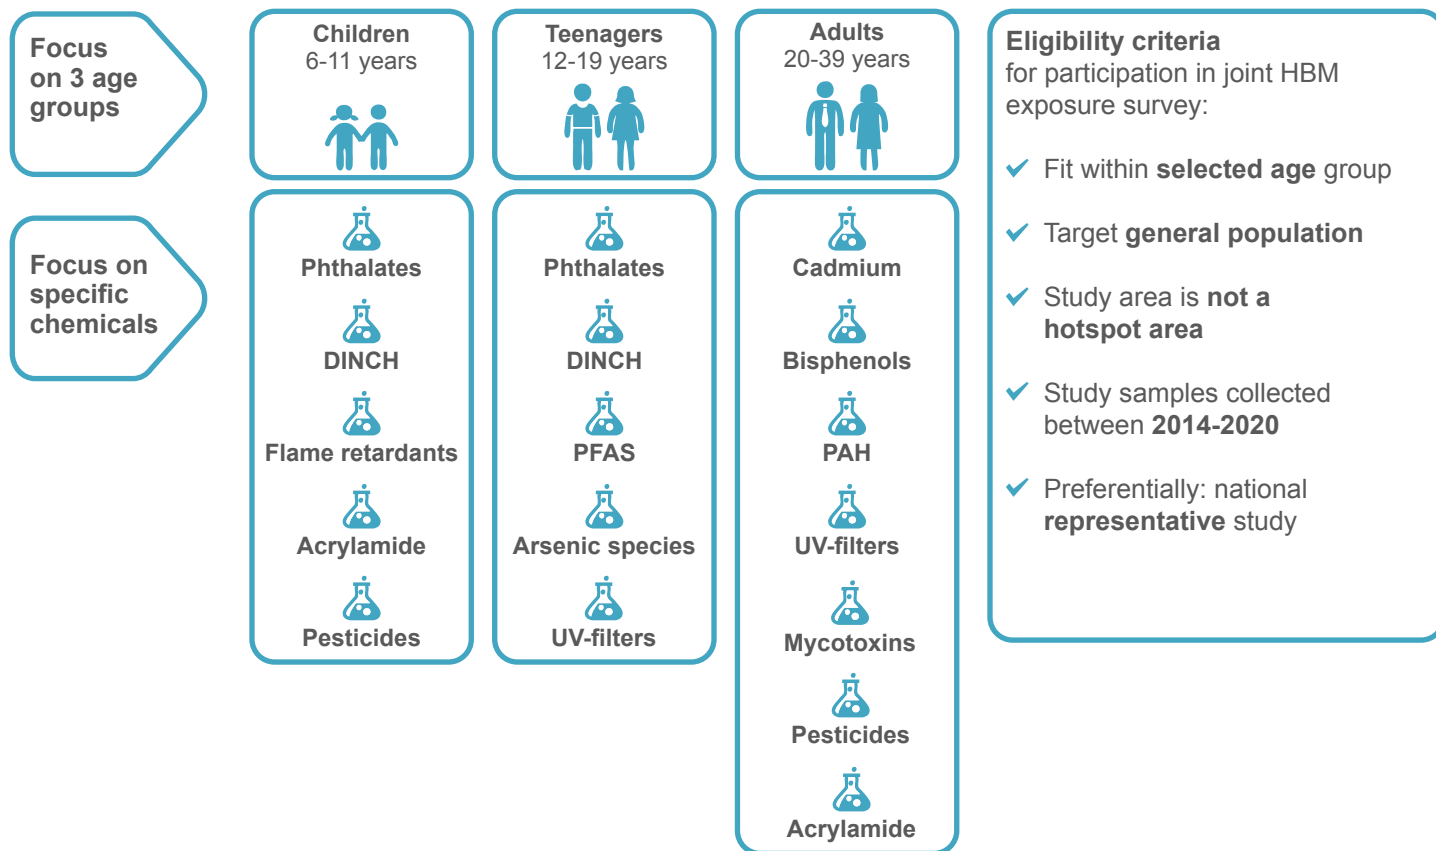 Focus
on 3 age
groups
Children
6-11 years
Teenagers
12-19 years
Adults
20-39 years
Focus on
specific
chemicals
Phthalates
DINCH
Flame retardants
Acrylamide
Pesticides
Phthalates
DINCH
PFAS
Arsenic species
UV-filters
Cadmium
Bisphenols
PAH
UV-filters
Mycotoxins
Pesticides
Acrylamide
Eligibility criteria
for participation in joint HBM
exposure survey:
Fit within selected age group
Target general population
Study area is not a
hotspot area
Study samples collected
between 2014-2020
Preferentially: national
representative study